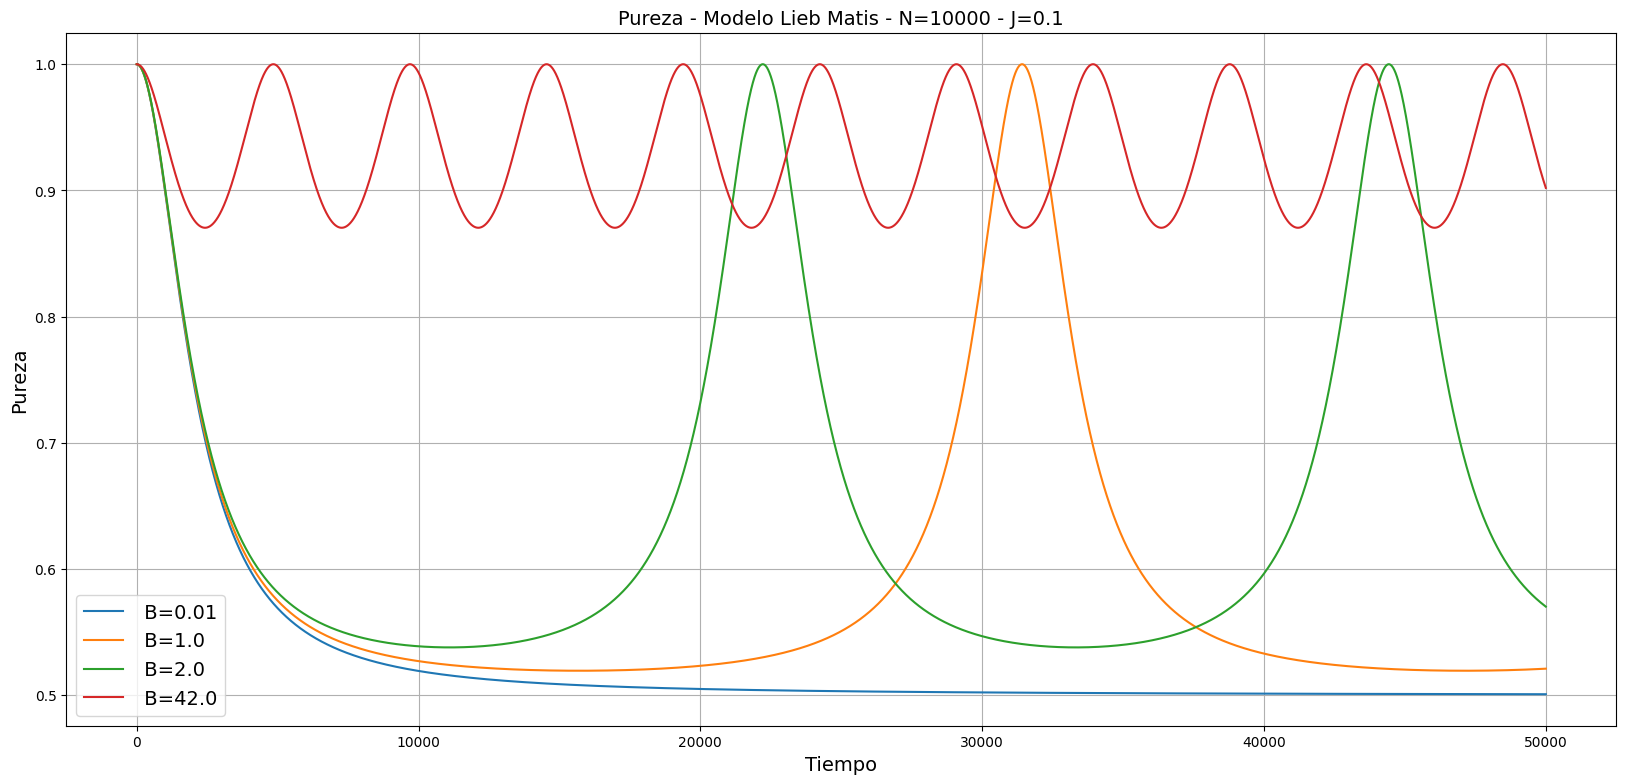 Pureza - Modelo Lieb Matis - N=10000 - J=0.1
Pureza
1.0
0.9
0.8
0.7
0.6
0.5
B=0.01
B=1.0
B=2.0
B=42.0
0 10000 20000 30000 40000 50000
Tiempo